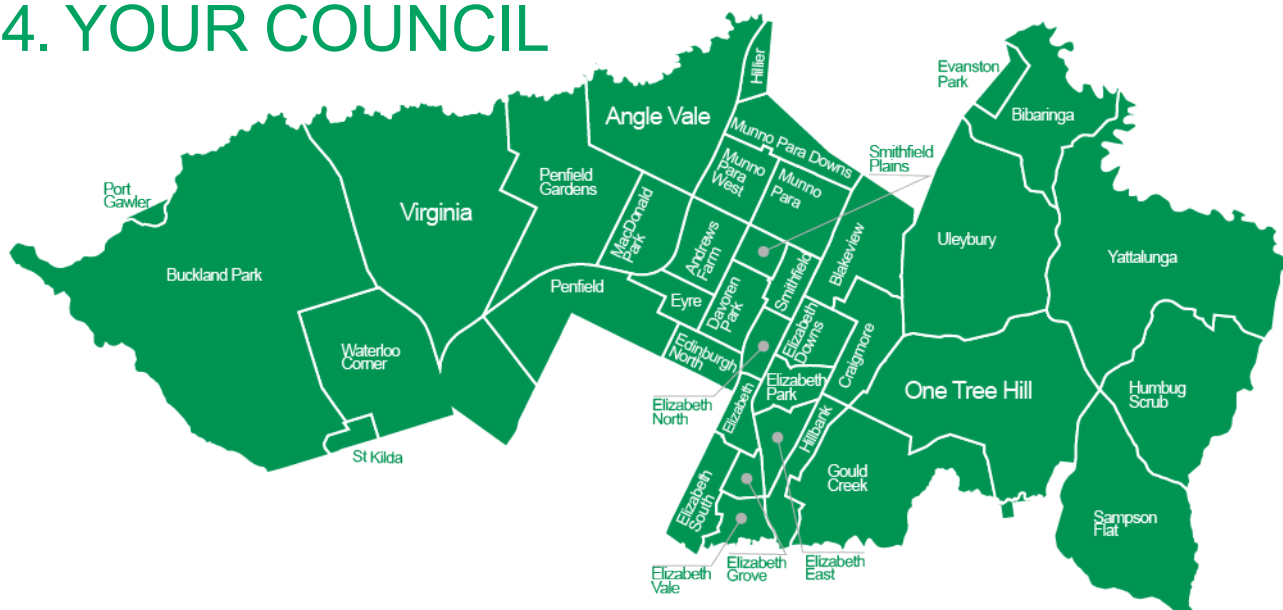 4. YOUR COUNCIL
Hillier
Evanston
Park
Angle Vale
Bibaringa
Munno Para Downs
Smithfield
Plains
Munno
Para
West
Munno
Para
Penfield
Gardens
Port
Gawler
Virginia
MacDonald
Park
Andrews
Farm
Blakeview
Uleybury
Yattalunga
Buckland Park
Penfield
Eyre
Davoren
Park
Smithfield
Elizabeth
Downs
Edinburgh
North
Waterloo
Corner
Craigmore
Elizabeth
Park
One Tree Hill
Humbug
Scrub
Elizabeth
North
Elizabeth
Hillbank
St Kilda
Gould
Creek
Elizabeth
South
Sampson
Flat
Elizabeth
Vale
Elizabeth
Grove
Elizabeth
East